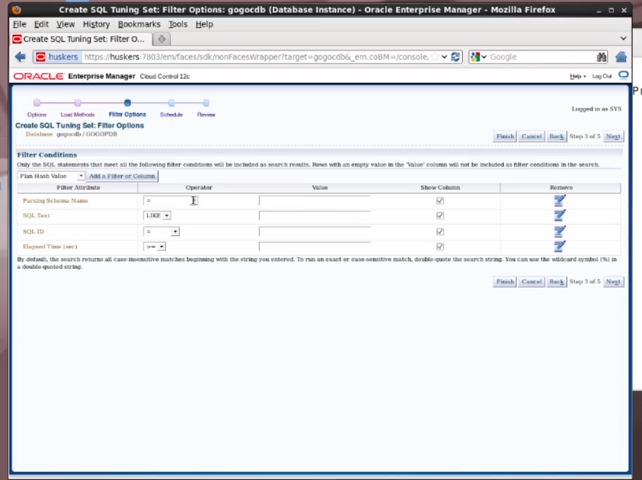 Create SQL Tuning Set: Filter Options: gogocdb (Database Instance) - Oracle Enterprise Manager - Mozilla Firefox
File Edit View History Bookmarks Tools Help
Create SQL Tuning Set: Filter O...
huskers https://huskers:7803/em/faces/sdk/nonFacesWrapper?target=gogocdb&_em.coBM=/console, Google
ORACLE Enterprise Manager Cloud Control 12c Help Log Out
Options Load Methods Filter Options Schedule Review
Logged in as SYS
Create SQL Tuning Set: Filter Options
Database gogocdb / GOGOPDB
Finish Cancel Back Step 3 of 5 Next
Filter Conditions
Only the SQL statements that meet all the following filter conditions will be included as search results. Rows with an empty value in the 'Value' column will not be included as filter conditions in the search.
Plan Hash Value Add a Filter or Column
Filter Attribute Operator Value Show Column Remove
Parsing Schema Name =
SQL Text LIKE
SQL ID =
Elapsed Time (sec) >=
By default, the search returns all case-insensitive matches beginning with the string you entered. To run an exact or case-sensitive match, double-quote the search string. You can use the wildcard symbol (%) in
a double-quoted string.
Finish Cancel Back Step 3 of 5 Next